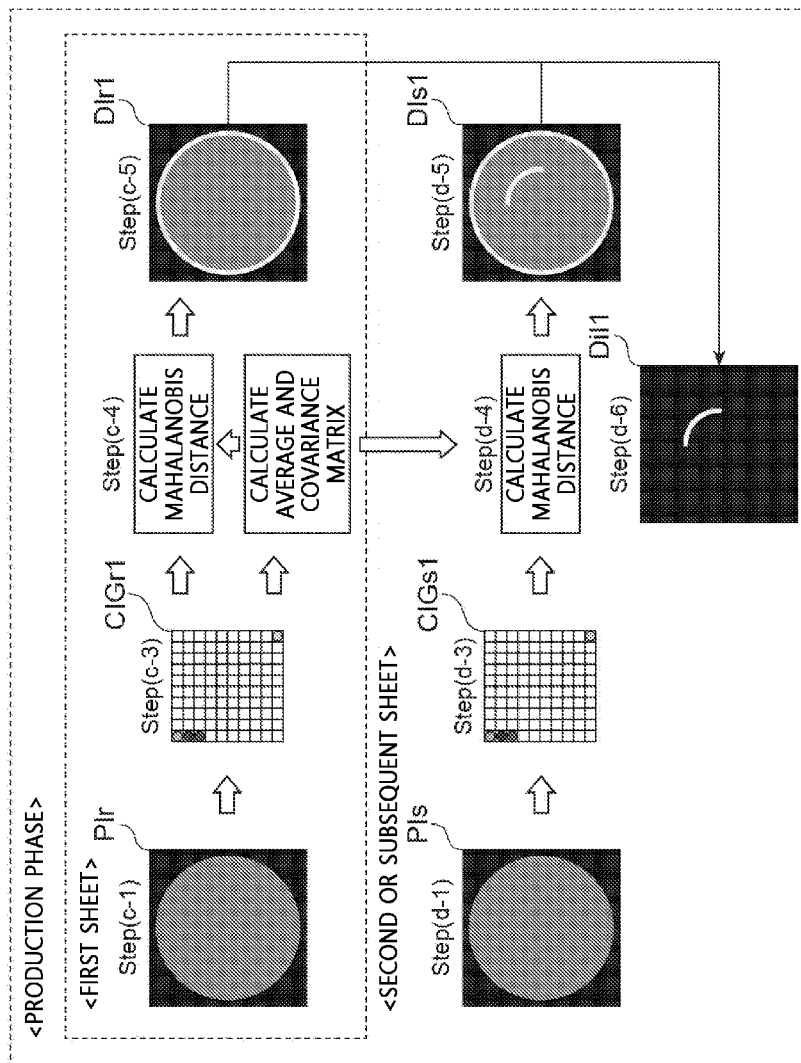 <PRODUCTION PHASE>
<FIRST SHEET>
PIr
Step(c-1)
CIGr1
Step(c-3)
Step(c-4)
CALCULATE
MAHALANOBIS
DISTANCE
CALCULATE
AVERAGE AND
COVARIANCE
MATRIX
DIr1
Step(c-5)
<SECOND OR SUBSEQUENT SHEET>
PIs
Step(d-1)
CIGs1
Step(d-3)
Step(d-4)
CALCULATE
MAHALANOBIS
DISTANCE
DIs1
Step(d-5)
DiI1
Step(d-6)